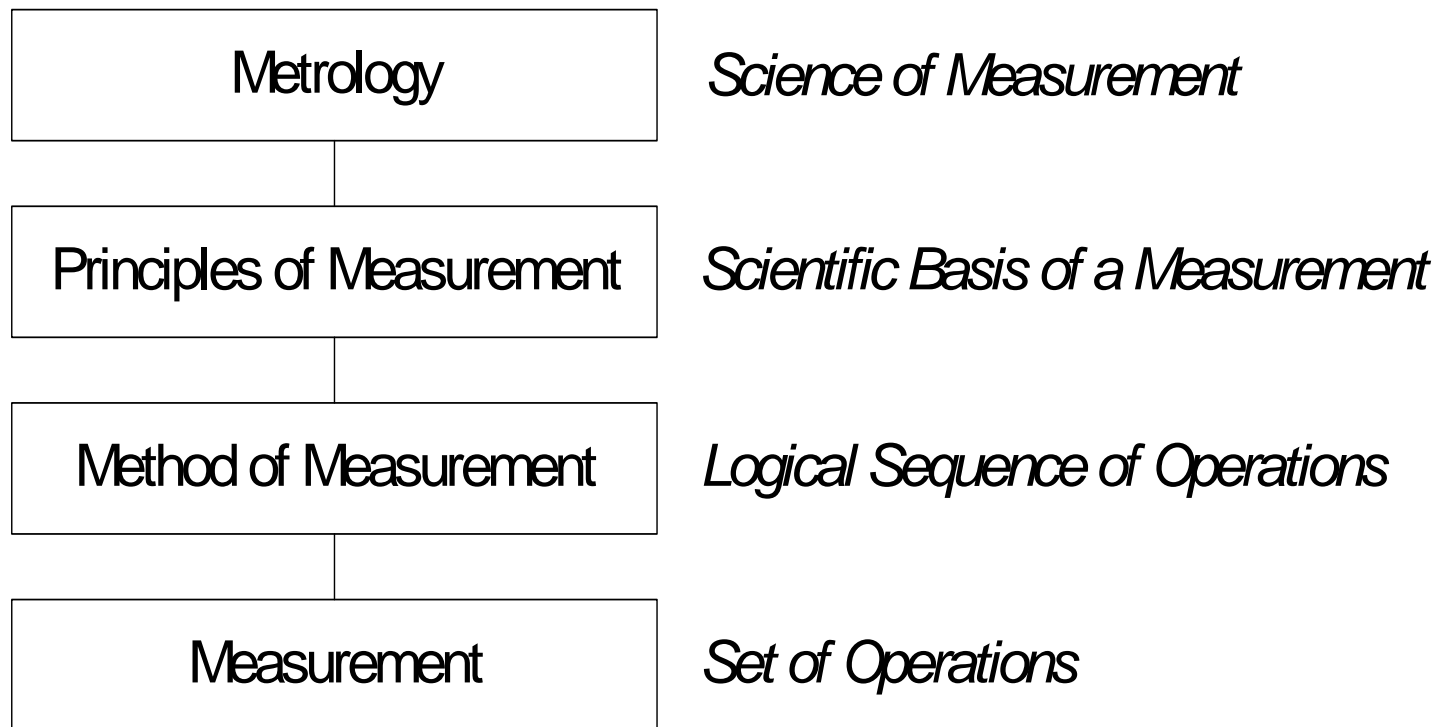 Metrology
Science of Measurement
Principles of Measurement
Scientific Basis of a Measurement
Method of Measurement
Logical Sequence of Operations
Measurement
Set of Operations